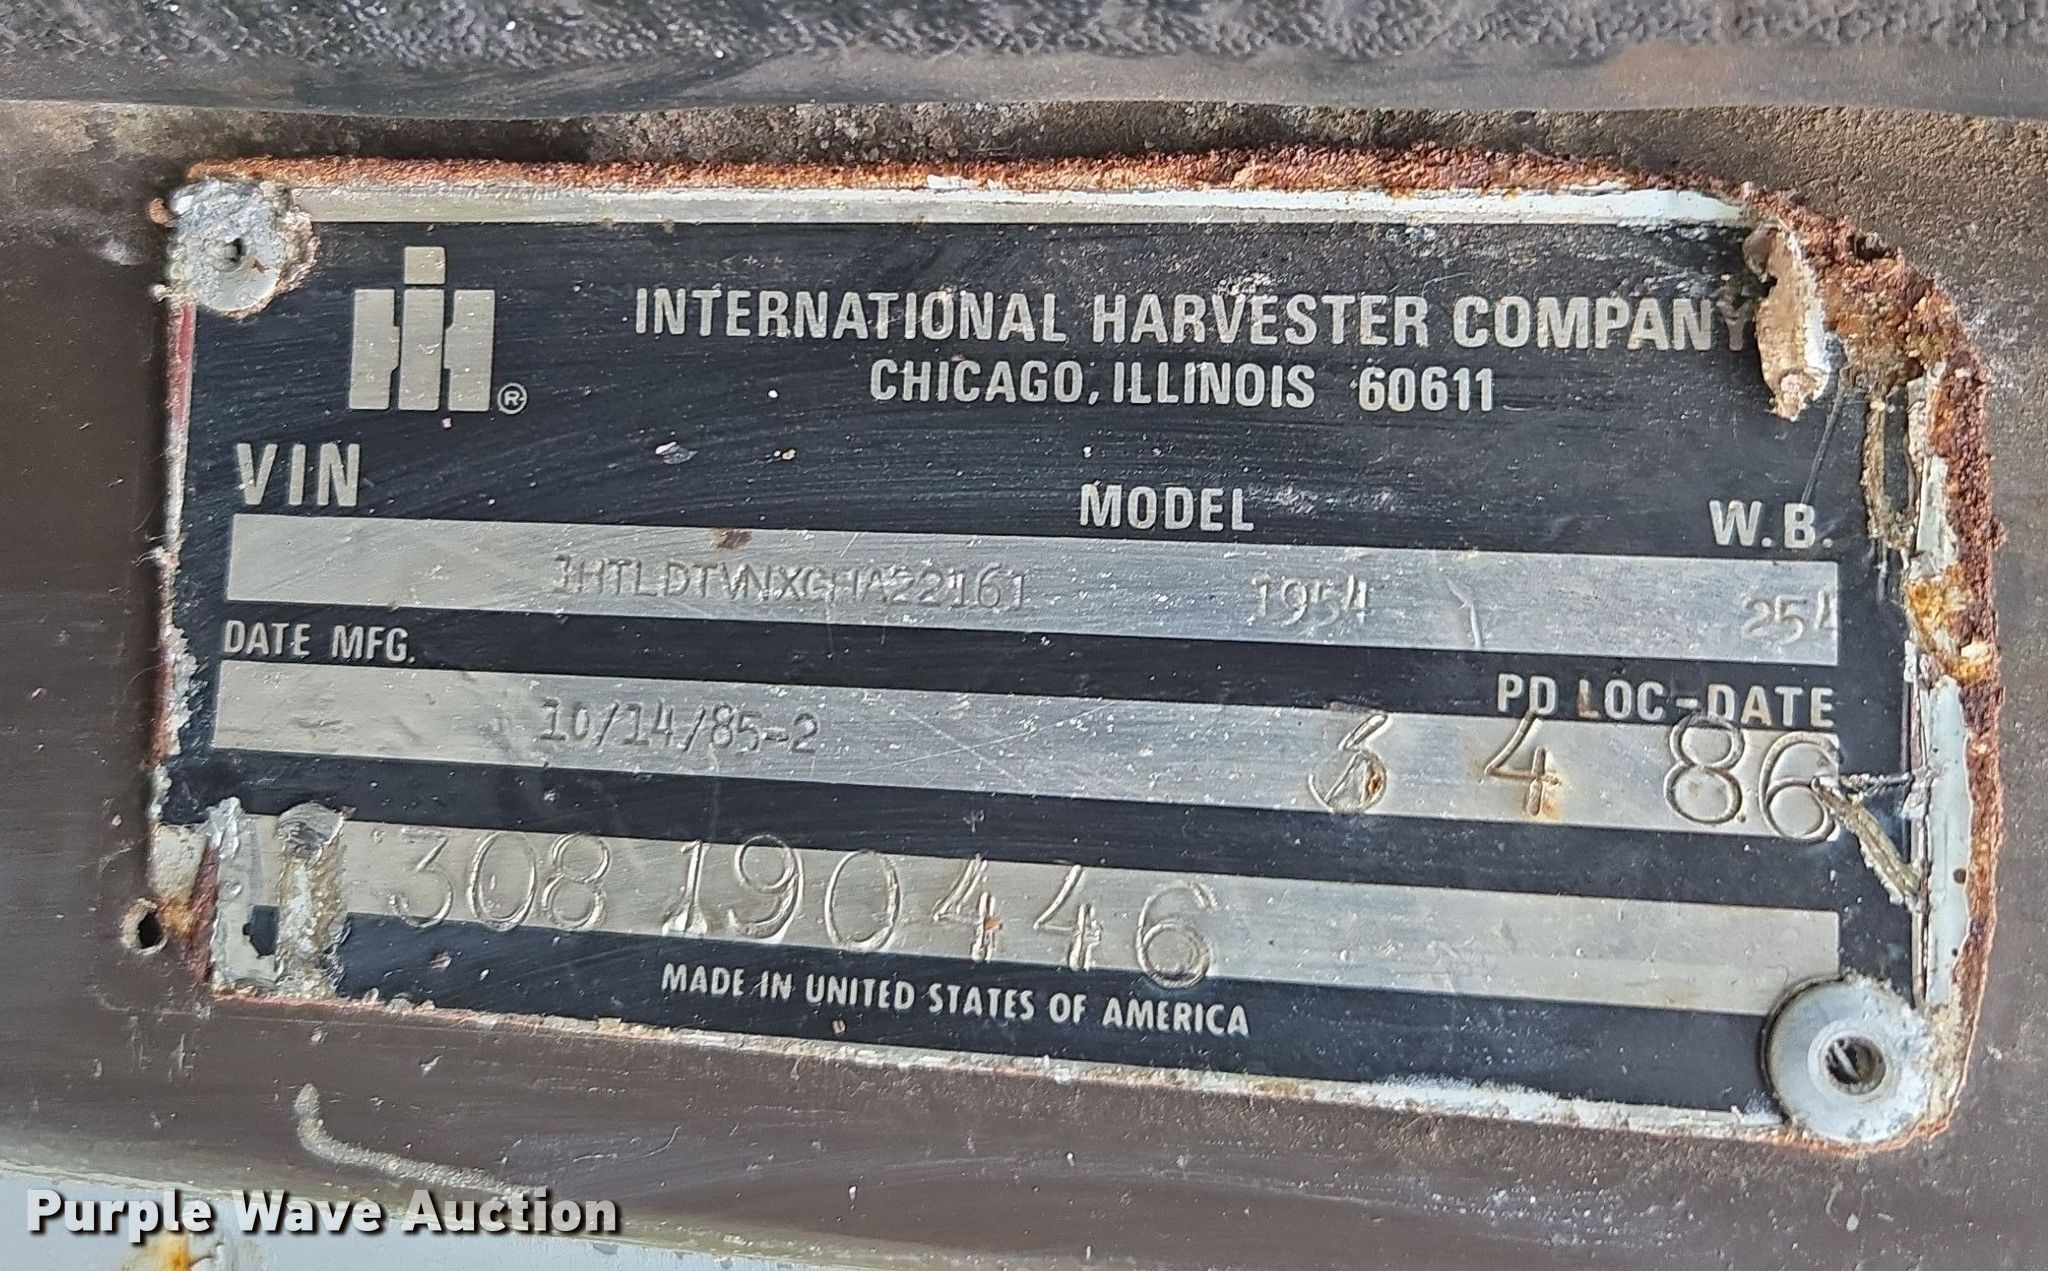 IH®
INTERNATIONAL HARVESTER COMPANY
CHICAGO, ILLINOIS 60611
VIN MODEL W.B.
1HTLDTVNXGHA22161 1954 254
DATE MFG. PD LOC-DATE
10/14/85-2 4 86
308 190446
MADE IN UNITED STATES OF AMERICA
Purple Wave Auction